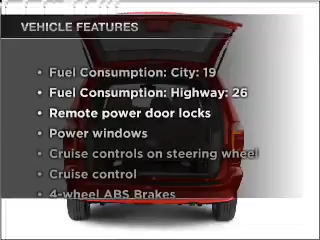 VEHICLE FEATURES
• Fuel Consumption: City: 19
• Fuel Consumption: Highway: 26
• Remote power door locks
• Power windows
• Cruise controls on steering wheel
• Cruise control
• 4-wheel ABS Brakes